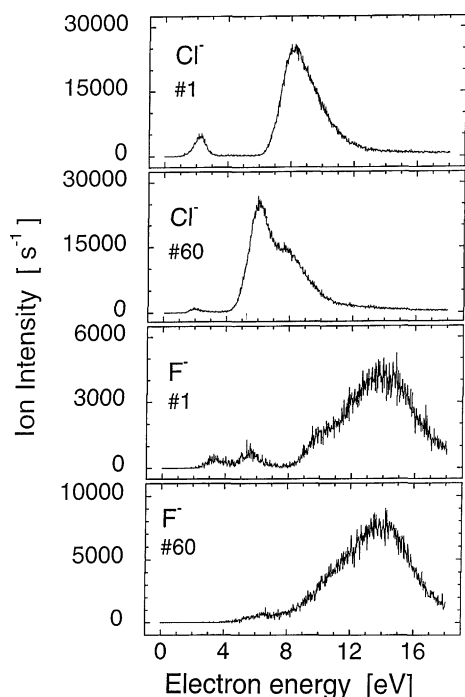 Ion Intensity [ s⁻¹ ]
30000
15000
0
Cl⁻
#1
30000
15000
0
Cl⁻
#60
6000
3000
0
F⁻
#1
10000
5000
0
F⁻
#60
0 4 8 12 16
Electron energy [eV]